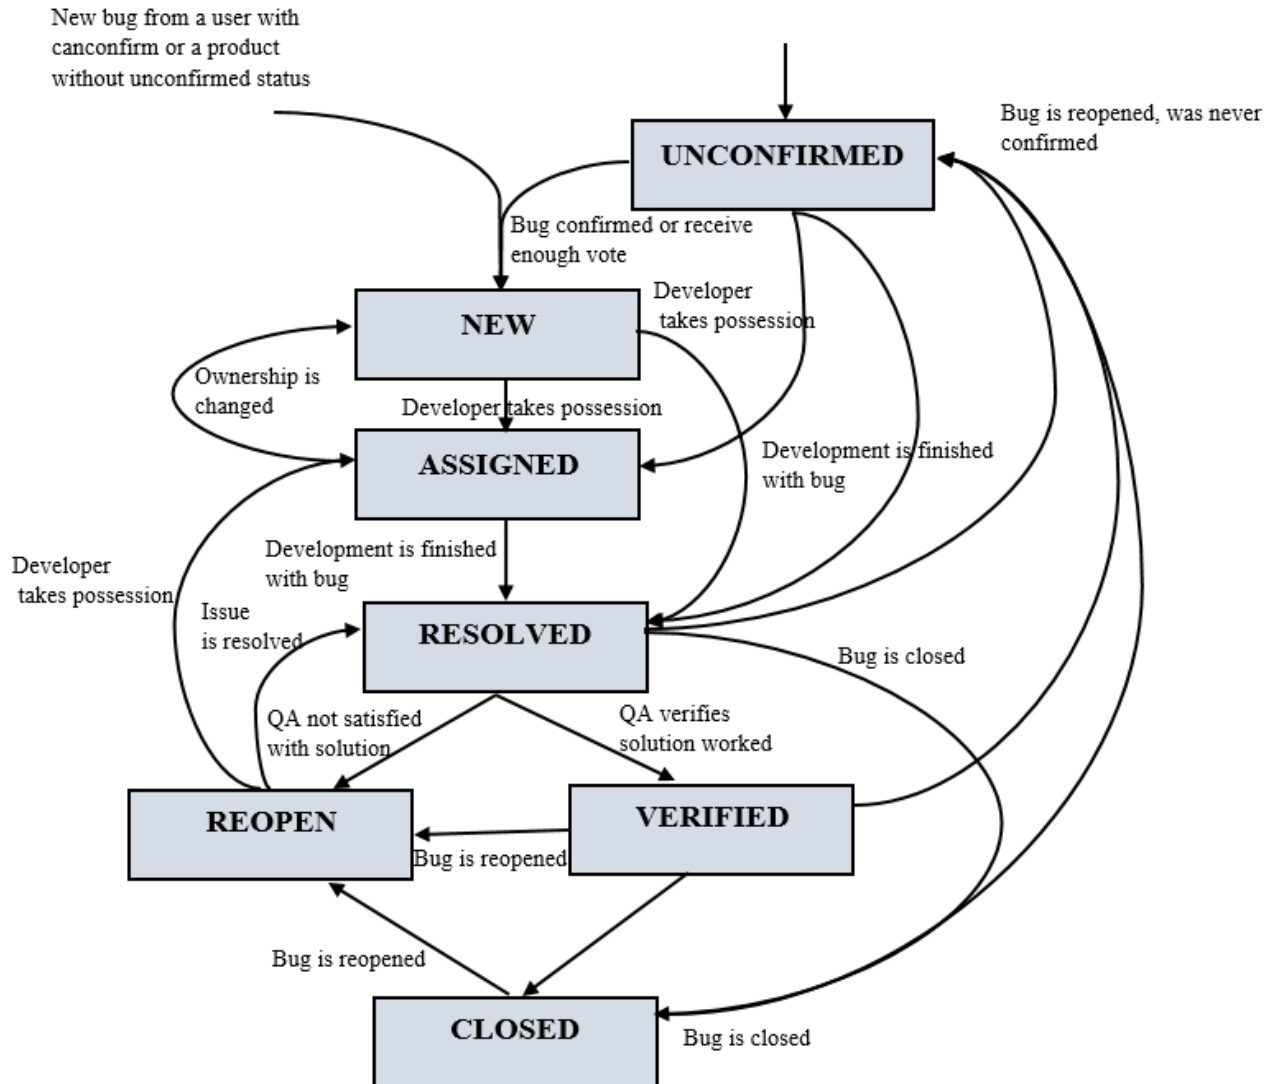 New bug from a user with
canconfirm or a product
without unconfirmed status
Bug is reopened, was never
confirmed
UNCONFIRMED
Bug confirmed or receive
enough vote
Developer
takes possession
NEW
Ownership is
changed
Developer takes possession
ASSIGNED
Development is finished
with bug
Development is finished
with bug
Developer
takes possession
Issue
is resolved
RESOLVED
Bug is closed
QA not satisfied
with solution
QA verifies
solution worked
REOPEN
VERIFIED
Bug is reopened
Bug is reopened
CLOSED
Bug is closed